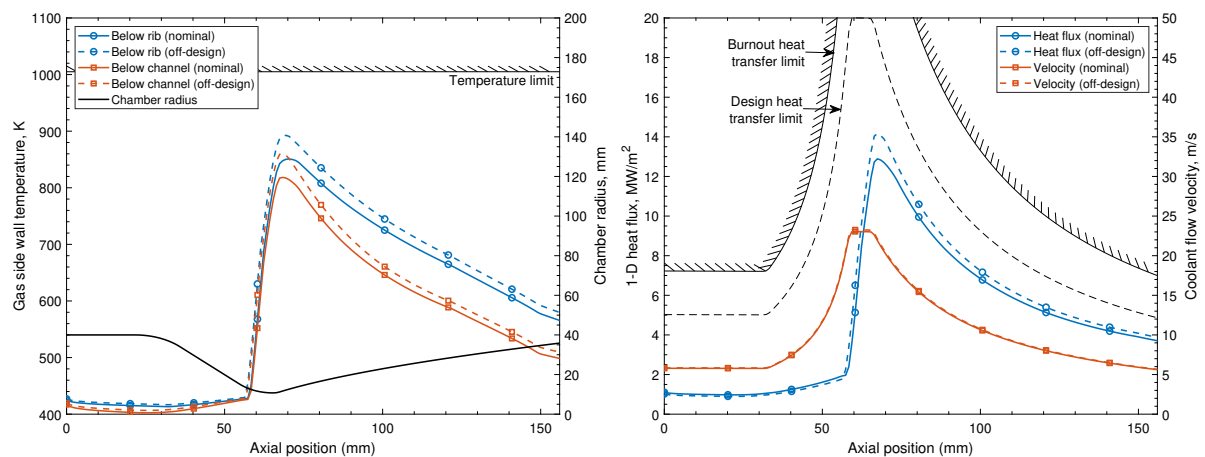 1100
1000
900
800
700
600
500
400
Gas side wall temperature, K
Below rib (nominal)
Below rib (off-design)
Below channel (nominal)
Below channel (off-design)
Chamber radius
Temperature limit
200
180
160
140
120
100
80
60
40
20
0
Chamber radius, mm
0
50
100
150
Axial position (mm)
20
18
16
14
12
10
8
6
4
2
0
1-D heat flux, MW/m²
Burnout heat
transfer limit
Design heat
transfer limit
Heat flux (nominal)
Heat flux (off-design)
Velocity (nominal)
Velocity (off-design)
50
45
40
35
30
25
20
15
10
5
0
Coolant flow velocity, m/s
0
50
100
150
Axial position (mm)